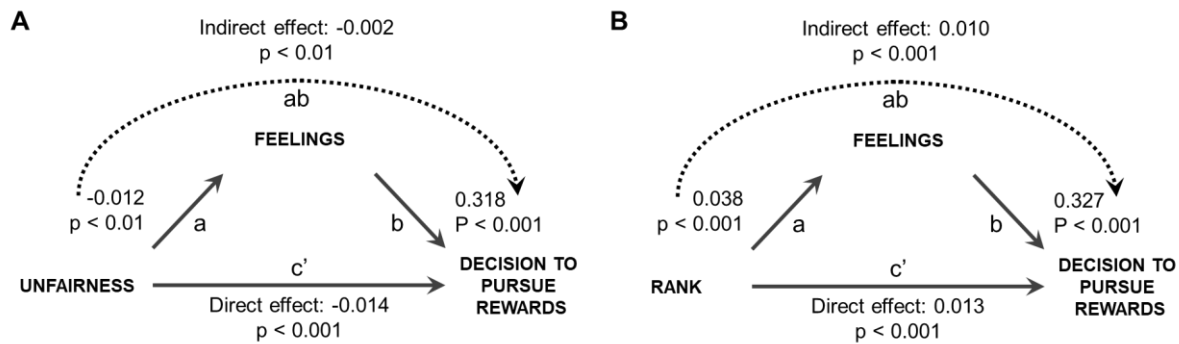 A
Indirect effect: -0.002
p < 0.01
ab
FEELINGS
-0.012
p < 0.01
a
0.318
P < 0.001
b
UNFAIRNESS
c'
Direct effect: -0.014
p < 0.001
DECISION TO
PURSUE
REWARDS
B
Indirect effect: 0.010
p < 0.001
ab
FEELINGS
0.038
p < 0.001
a
0.327
P < 0.001
b
RANK
c'
Direct effect: 0.013
p < 0.001
DECISION TO
PURSUE
REWARDS